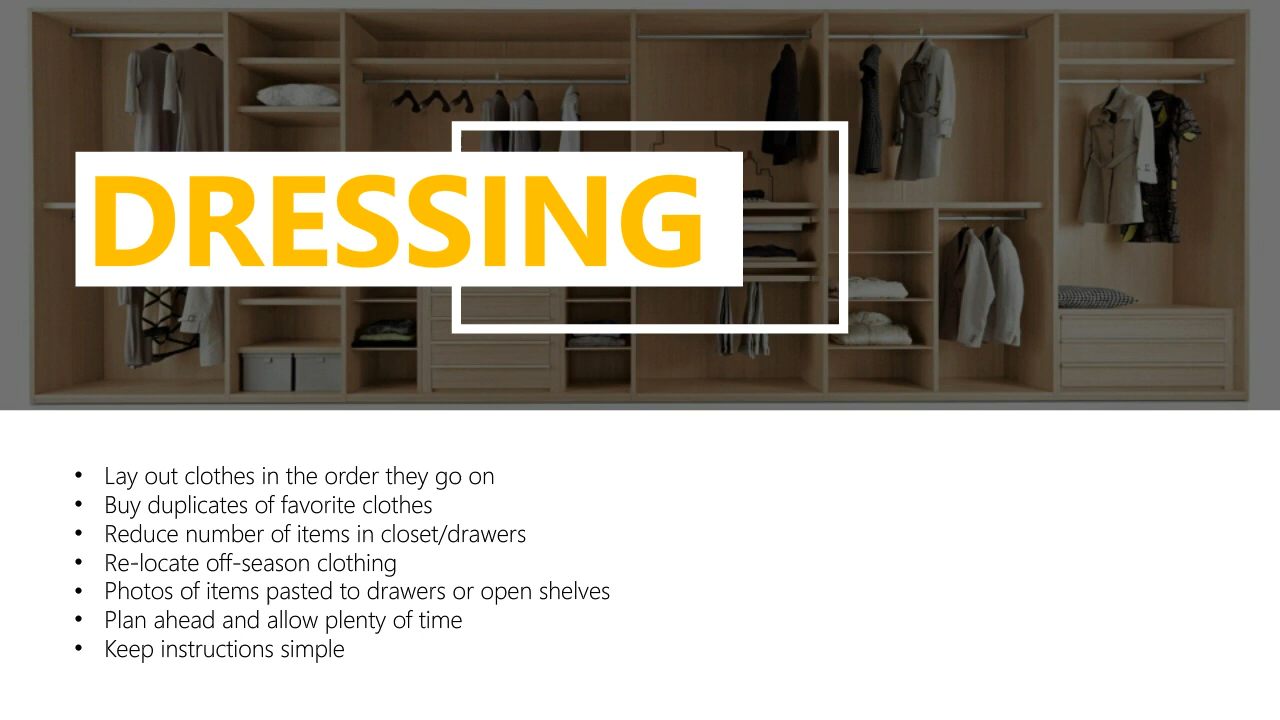 DRESSING
• Lay out clothes in the order they go on
• Buy duplicates of favorite clothes
• Reduce number of items in closet/drawers
• Re-locate off-season clothing
• Photos of items pasted to drawers or open shelves
• Plan ahead and allow plenty of time
• Keep instructions simple